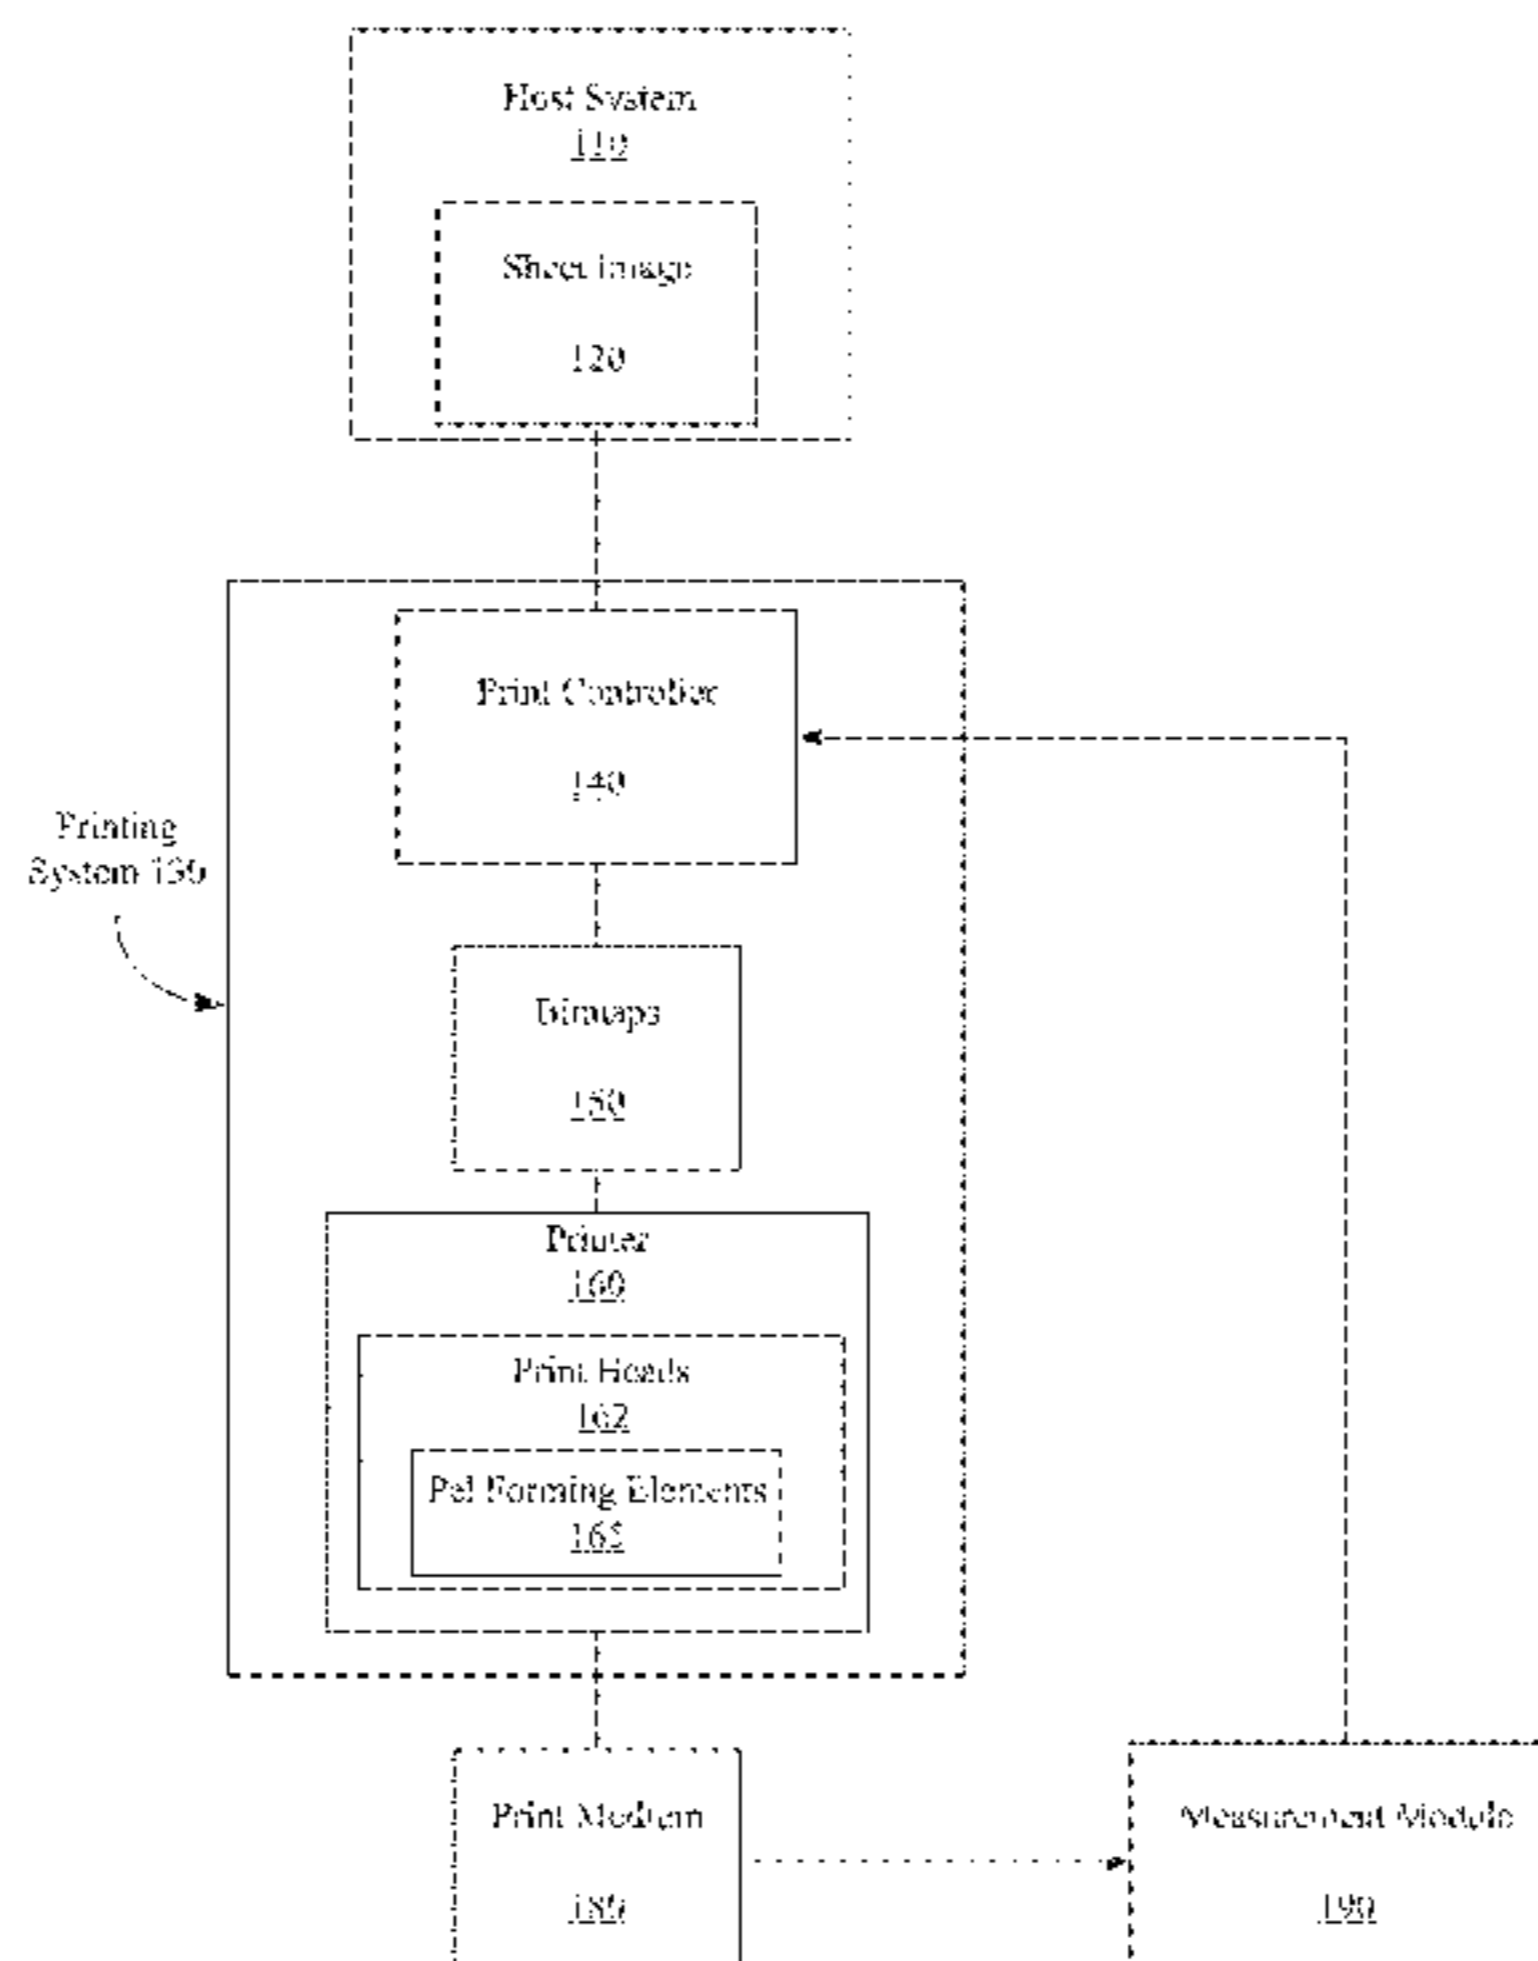 Host System
110
Sheet image
120
Print Controller
140
Printing
System 130
Bitmaps
150
Printer
160
Print Heads
162
Pel Forming Elements
165
Print Medium
180
Measurement Module
190